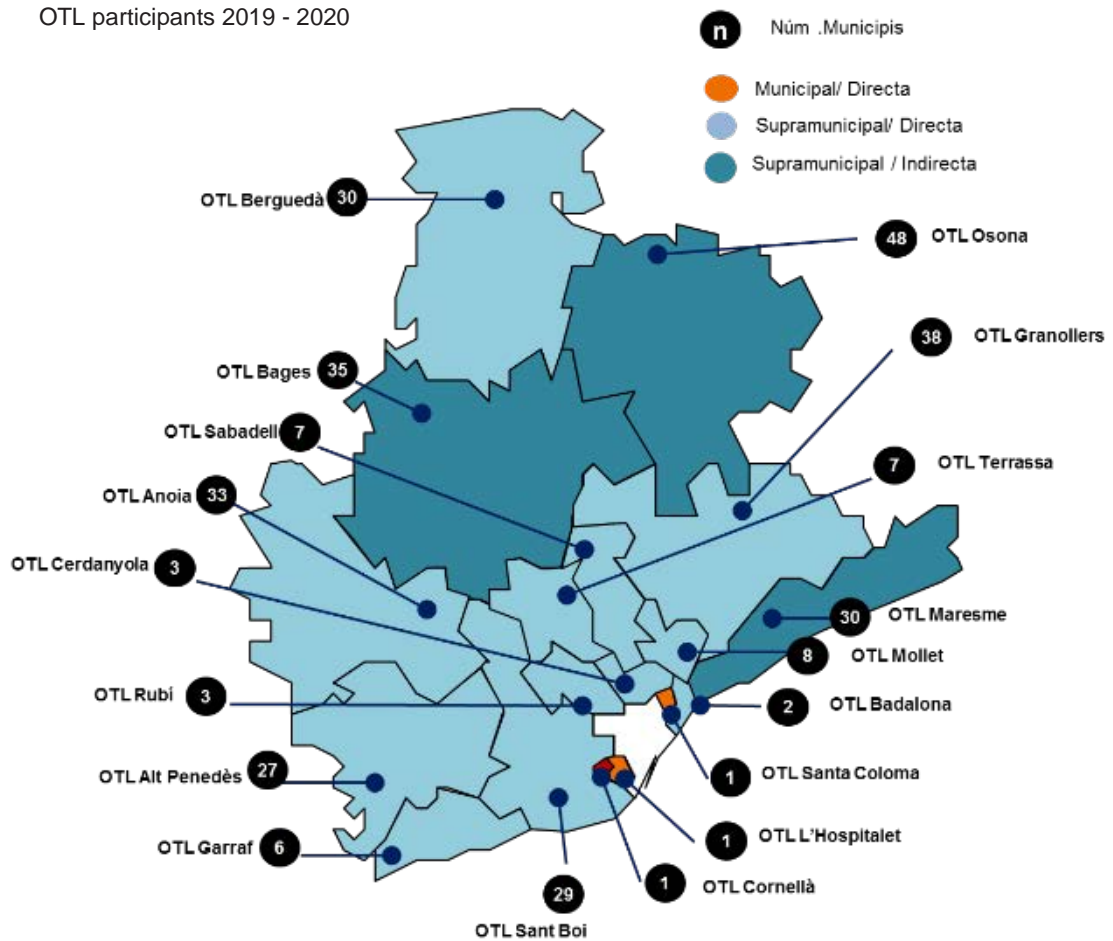 OTL participants 2019 - 2020
n Núm .Municipis
Municipal/ Directa
Supramunicipal/ Directa
Supramunicipal / Indirecta
OTL Berguedà 30
48 OTL Osona
38 OTL Granollers
OTL Bages 35
OTL Sabadell 7
7 OTL Terrassa
OTL Anoia 33
OTL Cerdanyola 3
30 OTL Maresme
8 OTL Mollet
OTL Rubí 3
2 OTL Badalona
OTL Alt Penedès 27
1 OTL Santa Coloma
OTL Garraf 6
1 OTL L'Hospitalet
1 OTL Cornellà
29
OTL Sant Boi